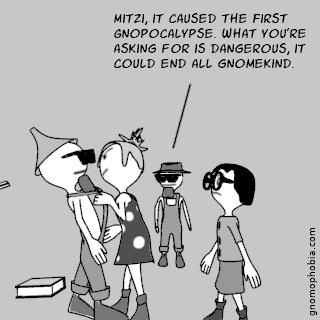 MITZI, IT CAUSED THE FIRST
GNOPOCALYPSE. WHAT YOU'RE
ASKING FOR IS DANGEROUS, IT
COULD END ALL GNOMEKIND.
gnomophobia.com